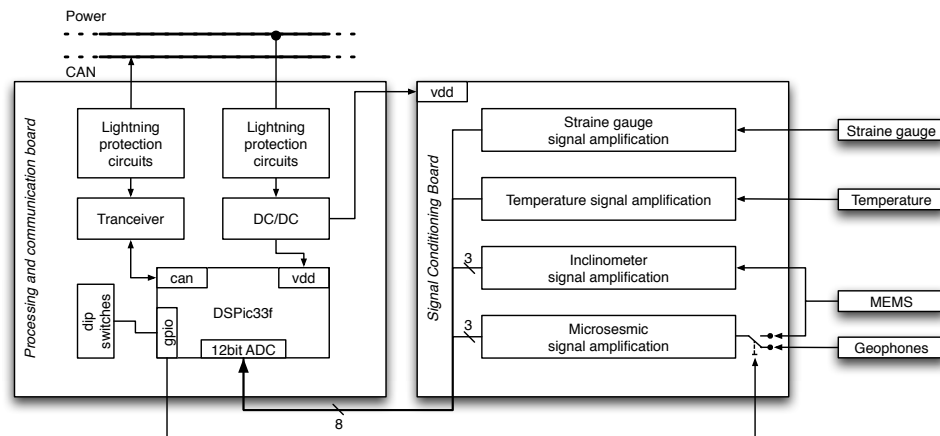 Power
CAN
Processing and communication board
Lightning
protection
circuits
Lightning
protection
circuits
Tranceiver
DC/DC
can
vdd
DSPic33f
dip
switches
gpio
12bit ADC
8
Signal Conditioning Board
vdd
Straine gauge
signal amplification
Temperature signal amplification
3
Inclinometer
signal amplification
3
Microsesmic
signal amplification
Straine gauge
Temperature
MEMS
Geophones